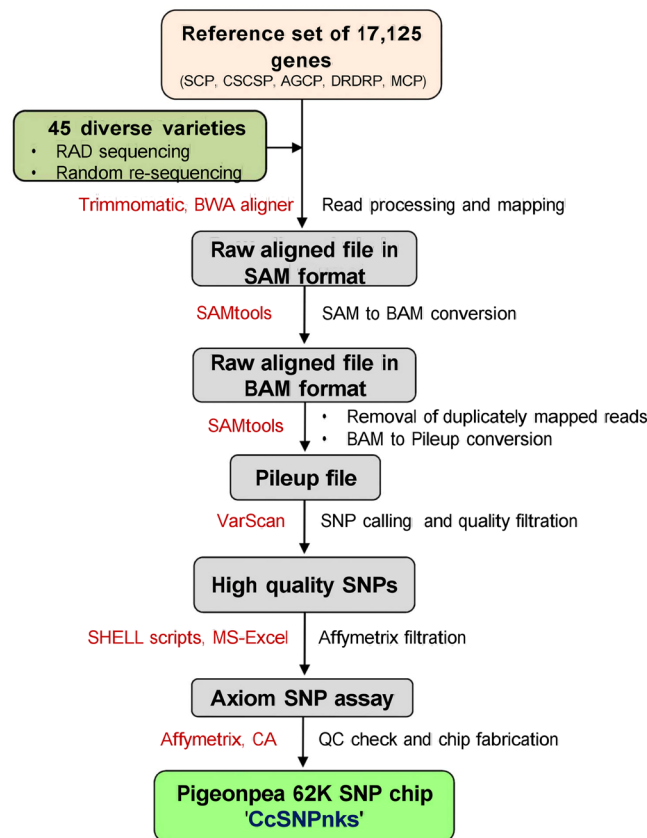 Reference set of 17,125
genes
(SCP, CSCSP, AGCP, DRDRP, MCP)
45 diverse varieties
• RAD sequencing
• Random re-sequencing
Trimmomatic, BWA aligner
Read processing and mapping
Raw aligned file in
SAM format
SAMtools
SAM to BAM conversion
Raw aligned file in
BAM format
SAMtools
• Removal of duplicately mapped reads
• BAM to Pileup conversion
Pileup file
VarScan
SNP calling and quality filtration
High quality SNPs
SHELL scripts, MS-Excel
Affymetrix filtration
Axiom SNP assay
Affymetrix, CA
QC check and chip fabrication
Pigeonpea 62K SNP chip
'CcSNPnks'